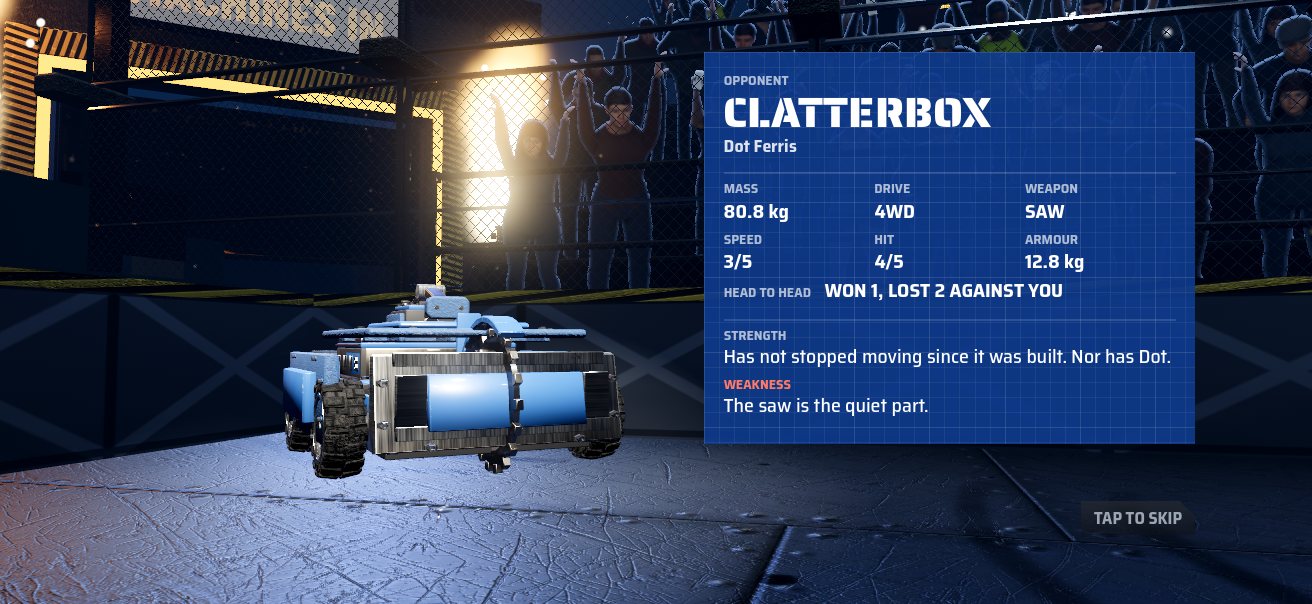 MACHINES IN
OPPONENT
CLATTERBOX
Dot Ferris
MASS DRIVE WEAPON
80.8 kg 4WD SAW
SPEED HIT ARMOUR
3/5 4/5 12.8 kg
HEAD TO HEAD WON 1, LOST 2 AGAINST YOU
STRENGTH
Has not stopped moving since it was built. Nor has Dot.
WEAKNESS
The saw is the quiet part.
TAP TO SKIP